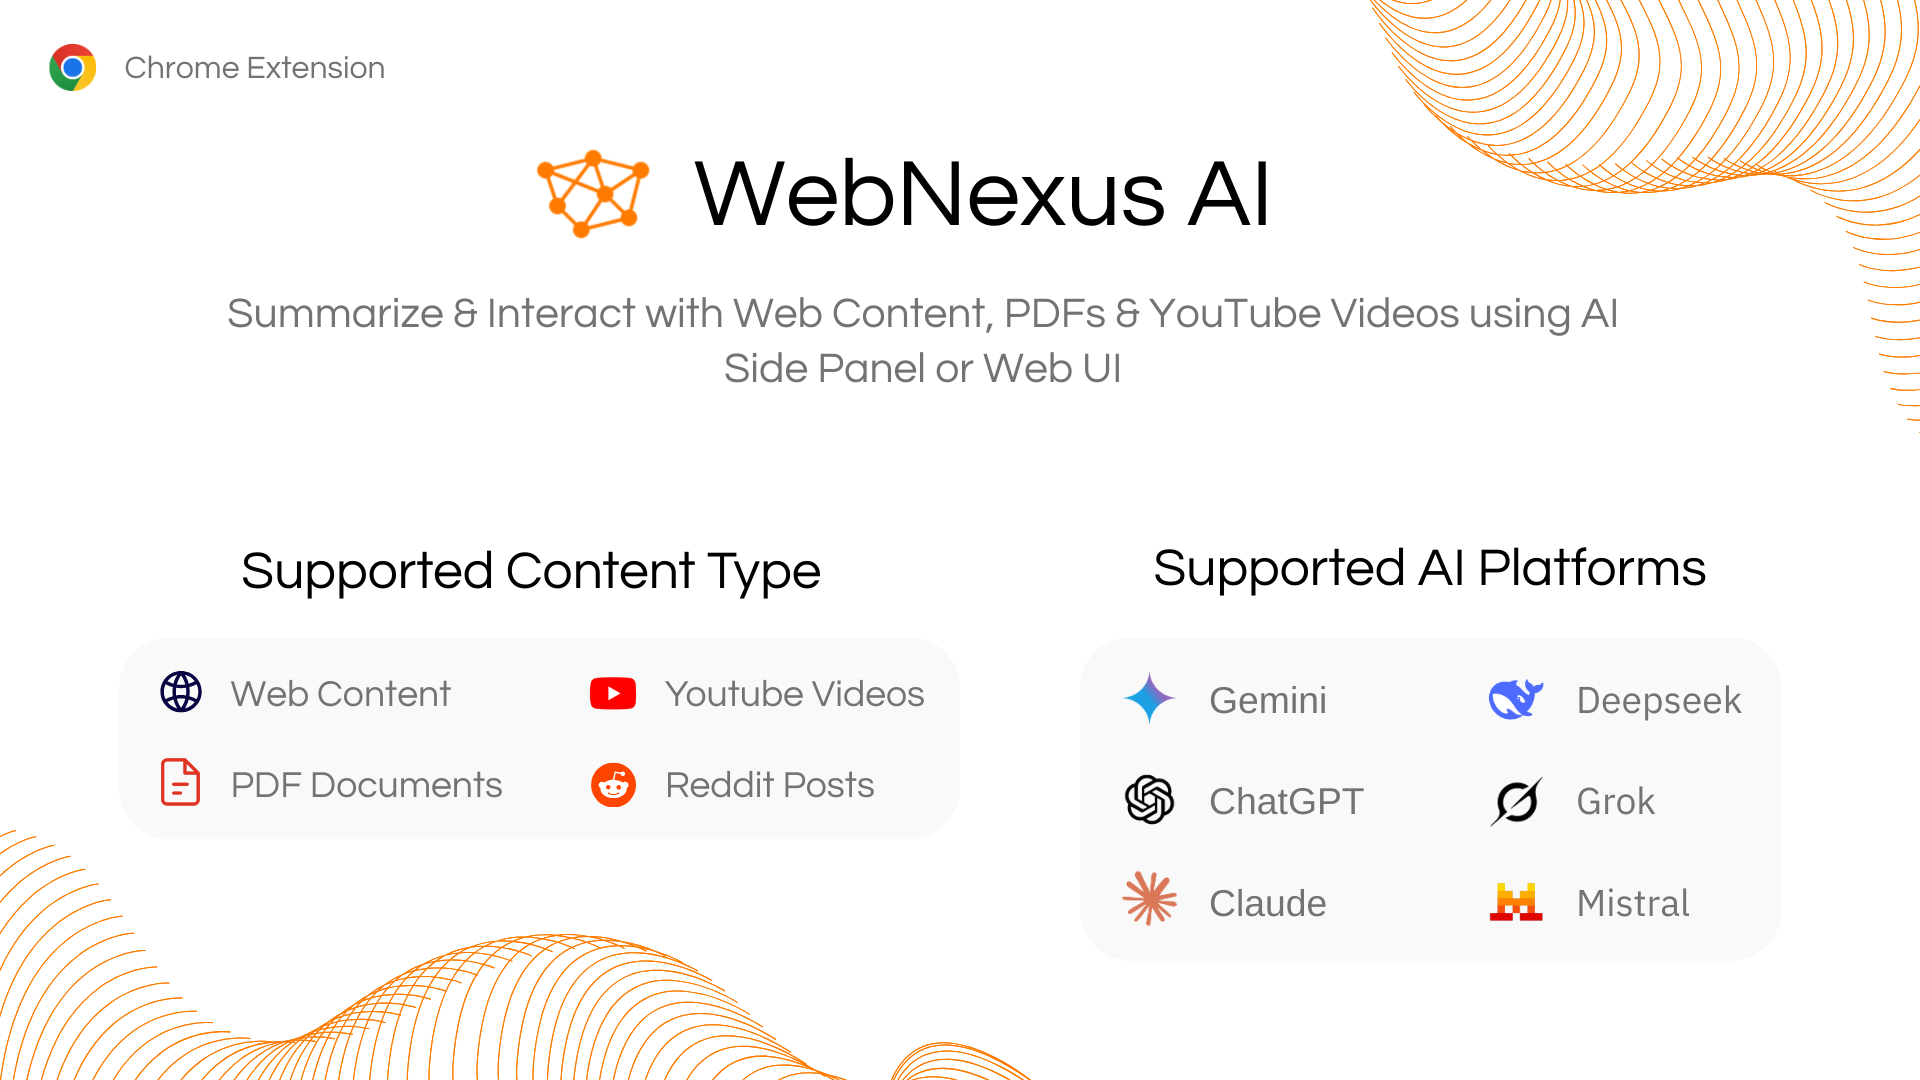 Chrome Extension
WebNexus AI
Summarize & Interact with Web Content, PDFs & YouTube Videos using AI
Side Panel or Web UI
Supported Content Type
Web Content
Youtube Videos
PDF Documents
Reddit Posts
Supported AI Platforms
Gemini
Deepseek
ChatGPT
Grok
Claude
Mistral